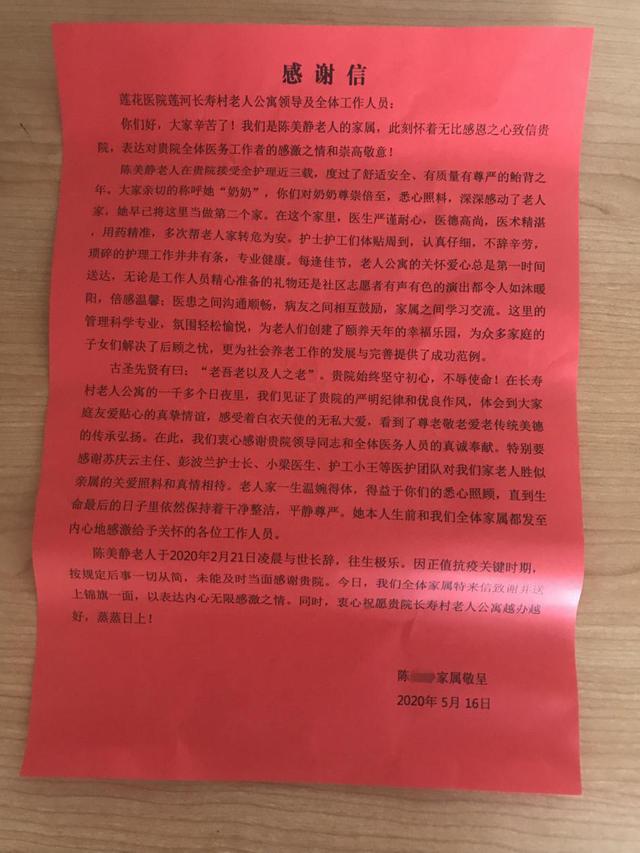 感 谢 信
莲花医院莲河长寿村老人公寓领导及全体工作人员：
你们好，大家辛苦了！我们是陈美静老人的家属，此刻怀着无比感恩之心致信贵
院，表达对贵院全体医务工作者的感激之情和崇高敬意！
陈美静老人在贵院接受全护理近三载，度过了舒适安全、有质量有尊严的鲐背之
年。大家亲切的称呼她“奶奶”，你们对奶奶尊崇倍至，悉心照料，深深感动了老人
家，她早已将这里当做第二个家。在这个家里，医生严谨耐心，医德高尚，医术精湛
，用药精准，多次帮老人家转危为安。护士护工们体贴周到，认真仔细，不辞辛劳，
琐碎的护理工作井井有条，专业健康。每逢佳节，老人公寓的关怀爱心总是第一时间
送达，无论是工作人员精心准备的礼物还是社区志愿者有声有色的演出都令人如沐暖
阳，倍感温馨；医患之间沟通顺畅，病友之间相互鼓励，家属之间学习交流。这里的
管理科学专业，氛围轻松愉悦，为老人们创建了颐养天年的幸福乐园，为众多家庭的
子女们解决了后顾之忧，更为社会养老工作的发展与完善提供了成功范例。
古圣先贤有曰：“老吾老以及人之老”。贵院始终坚守初心，不辱使命！在长寿
村老人公寓的一千多个日夜里，我们见证了贵院的严明纪律和优良作风，体会到大家
庭友爱贴心的真挚情谊，感受着白衣天使的无私大爱，看到了尊老敬老爱老传统美德
的传承弘扬。在此，我们衷心感谢贵院领导同志和全体医务人员的真诚奉献。特别要
感谢苏庆云主任、彭波兰护士长、小梁医生、护工小王等医护团队对我们家老人胜似
亲属的关爱照料和真情相待。老人家一生温婉得体，得益于你们的悉心照顾，直到生
命最后的日子里依然保持着干净整洁，平静尊严。她本人生前和我们全体家属都发至
内心地感激给予关怀的各位工作人员。
陈美静老人于2020年2月21日凌晨与世长辞，往生极乐。因正值抗疫关键时期，
按规定后事一切从简，未能及时当面感谢贵院。今日，我们全体家属特来信致谢并送
上锦旗一面，以表达内心无限感激之情。同时，衷心祝愿贵院长寿村老人公寓越办越
好，蒸蒸日上！
陈 家属敬呈
2020年 5月 16日